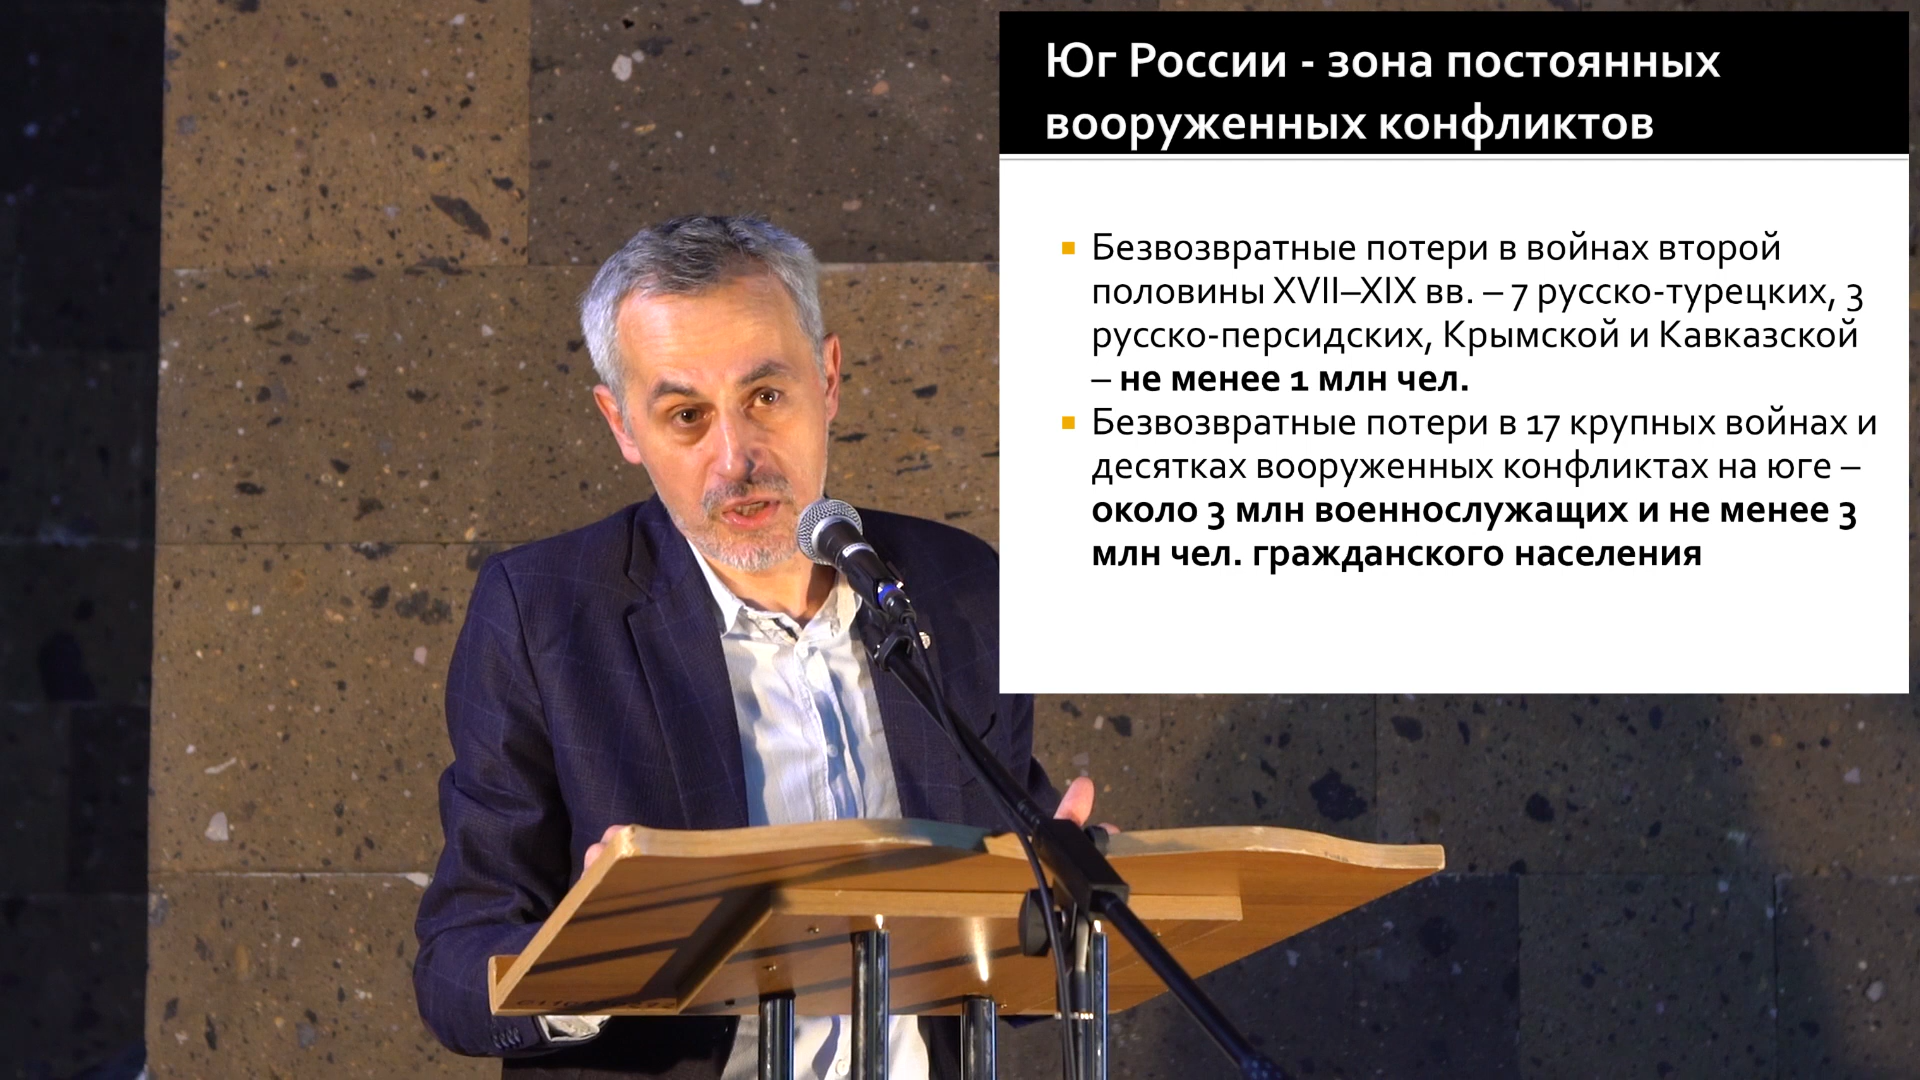 Юг России - зона постоянных
вооруженных конфликтов
Безвозвратные потери в войнах второй
половины XVII–XIX вв. – 7 русско-турецких, 3
русско-персидских, Крымской и Кавказской
– не менее 1 млн чел.
Безвозвратные потери в 17 крупных войнах и
десятках вооруженных конфликтах на юге –
около 3 млн военнослужащих и не менее 3
млн чел. гражданского населения